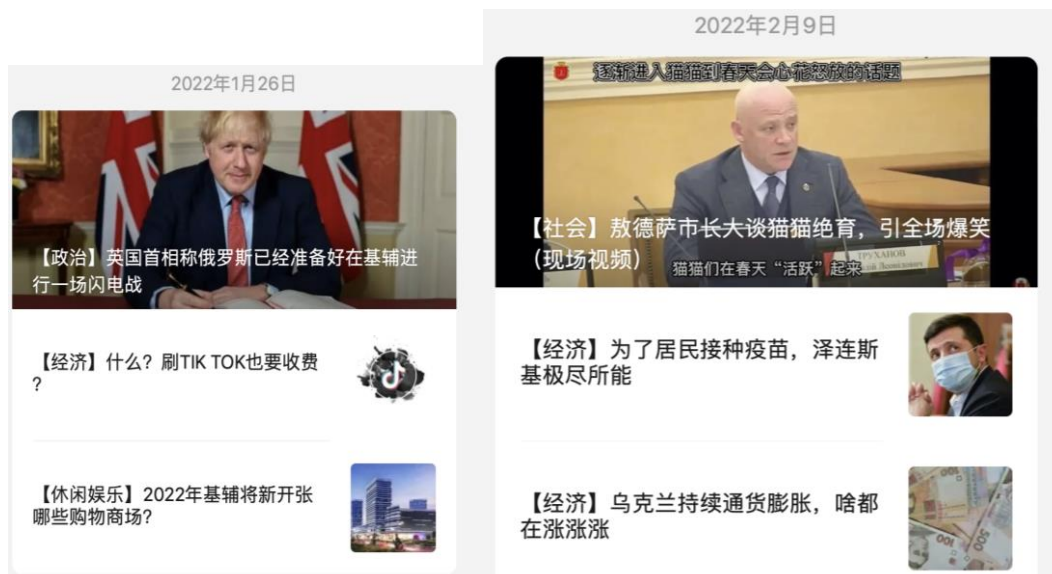 2022年1月26日
【政治】英国首相称俄罗斯已经准备好在基辅进
行一场闪电战
【经济】什么？刷TIK TOK也要收费
？
【休闲娱乐】2022年基辅将新开张
哪些购物商场？
2022年2月9日
逐渐进入猫猫到春天会心花怒放的话题
【社会】敖德萨市长大谈猫猫绝育，引全场爆笑
（现场视频）
猫猫们在春天“活跃”起来
ТРУХАНОВ
【经济】为了居民接种疫苗，泽连斯
基极尽所能
【经济】乌克兰持续通货膨胀，啥都
在涨涨涨
500